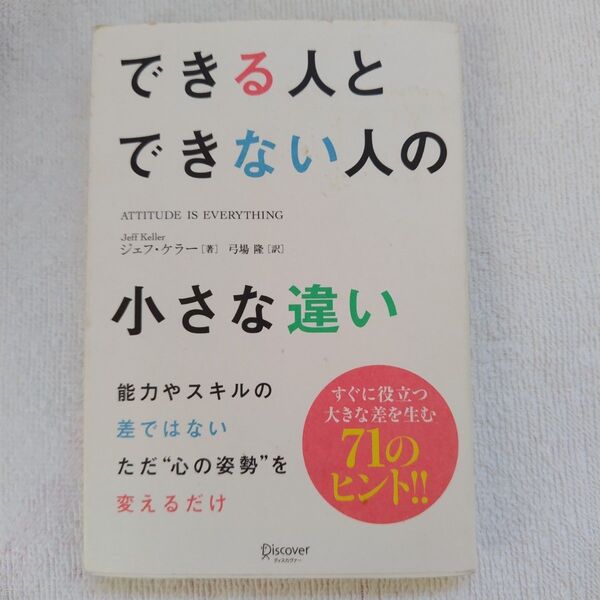 できる人と
できない人の
ATTITUDE IS EVERYTHING
Jeff Keller
ジェフ・ケラー［著］ 弓場 隆［訳］
小さな違い
能力やスキルの
差ではない
ただ“心の姿勢”を
変えるだけ
すぐに役立つ
大きな差を生む
71の
ヒント!!
Discover
ディスカヴァー